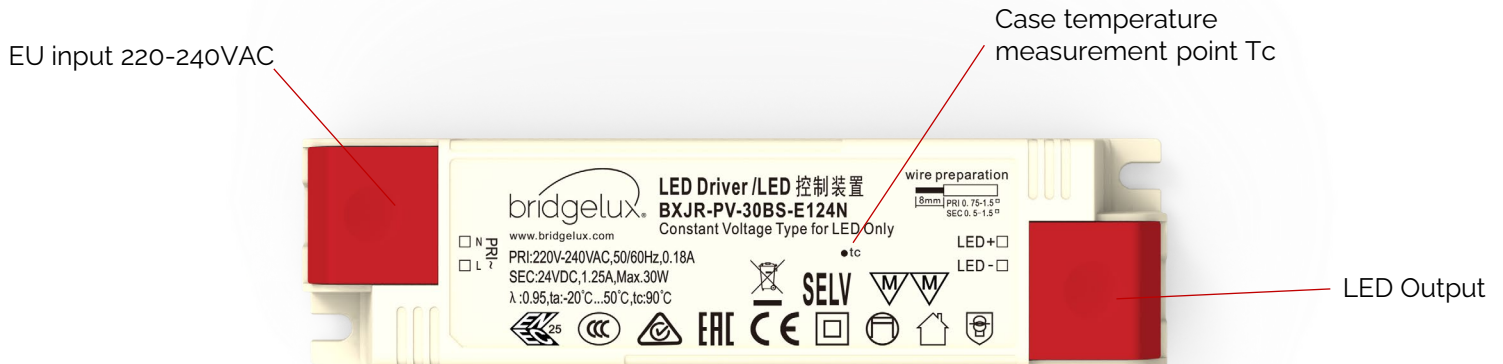 EU input 220-240VAC
Case temperature
measurement point Tc
bridgelux®
www.bridgelux.com
LED Driver /LED 控制装置
BXJR-PV-30BS-E124N
Constant Voltage Type for LED Only
wire preparation
8mm
PRI 0.75-1.5
SEC 0.5-1.5
N
L
PRI ~
PRI:220V-240VAC,50/60Hz,0.18A
SEC:24VDC,1.25A,Max.30W
λ:0.95,ta:-20℃...50℃,tc:90℃
tc
LED+
LED-
SELV
M M
ENEC 25
CCC
EAC CE
LED Output